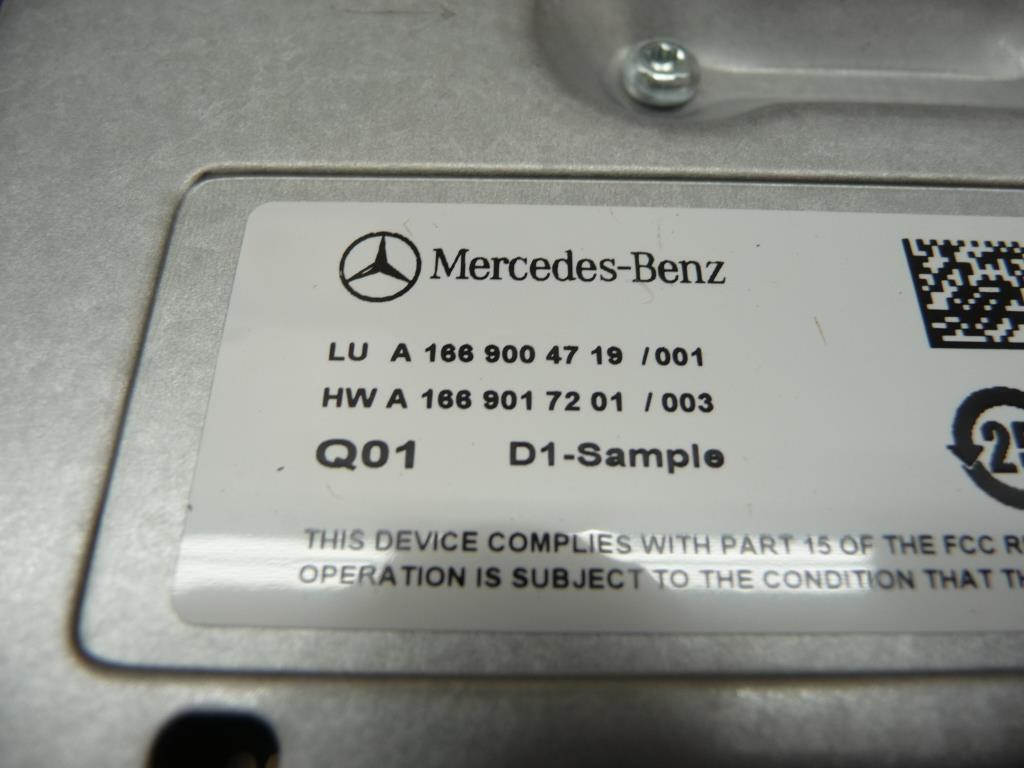 Mercedes-Benz
LU A 166 900 47 19 /001
HW A 166 901 72 01 / 003
Q01 D1-Sample
25
THIS DEVICE COMPLIES WITH PART 15 OF THE FCC
OPERATION IS SUBJECT TO THE CONDITION THAT